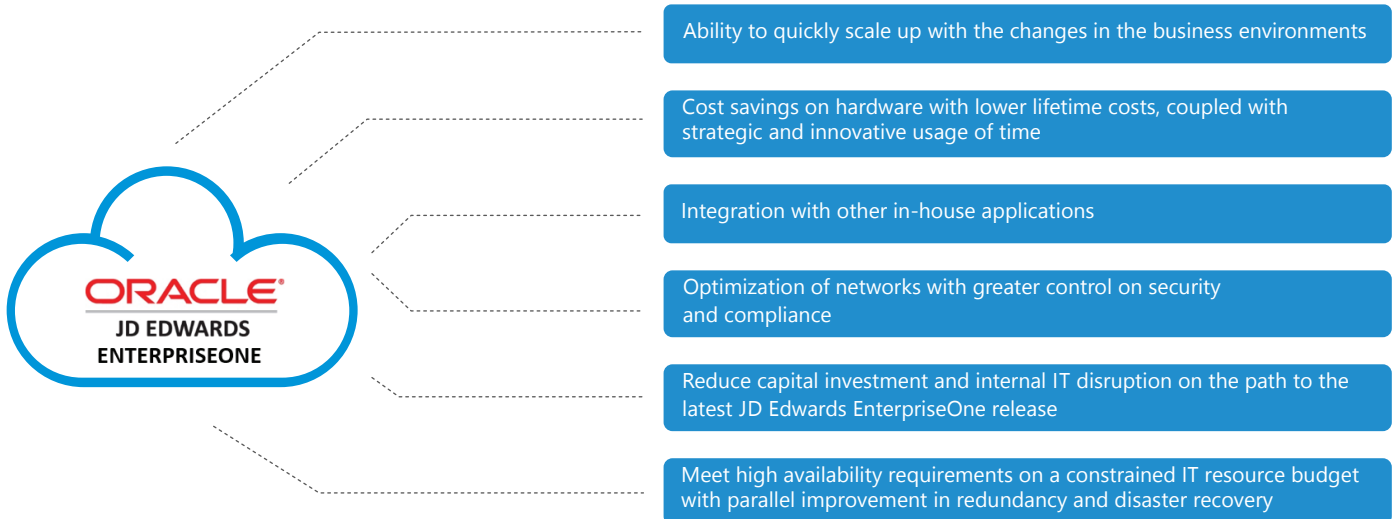 Ability to quickly scale up with the changes in the business environments
Cost savings on hardware with lower lifetime costs, coupled with
strategic and innovative usage of time
Integration with other in-house applications
ORACLE®
JD EDWARDS
ENTERPRISEONE
Optimization of networks with greater control on security
and compliance
Reduce capital investment and internal IT disruption on the path to the
latest JD Edwards EnterpriseOne release
Meet high availability requirements on a constrained IT resource budget
with parallel improvement in redundancy and disaster recovery